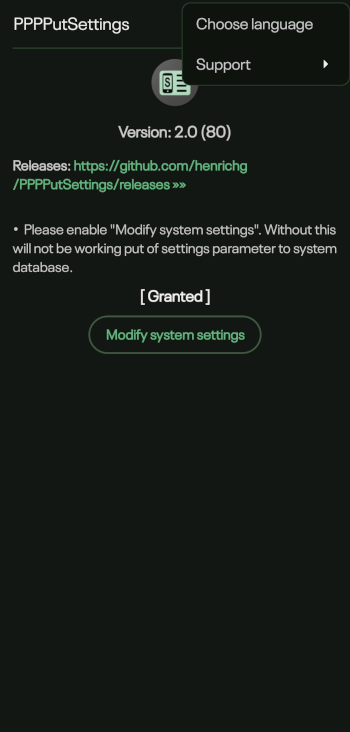 PPPPutSettings
Choose language
Support
Version: 2.0 (80)
Releases: https://github.com/henrichg
/PPPPutSettings/releases »»
• Please enable "Modify system settings". Without this
will not be working put of settings parameter to system
database.
[ Granted ]
Modify system settings